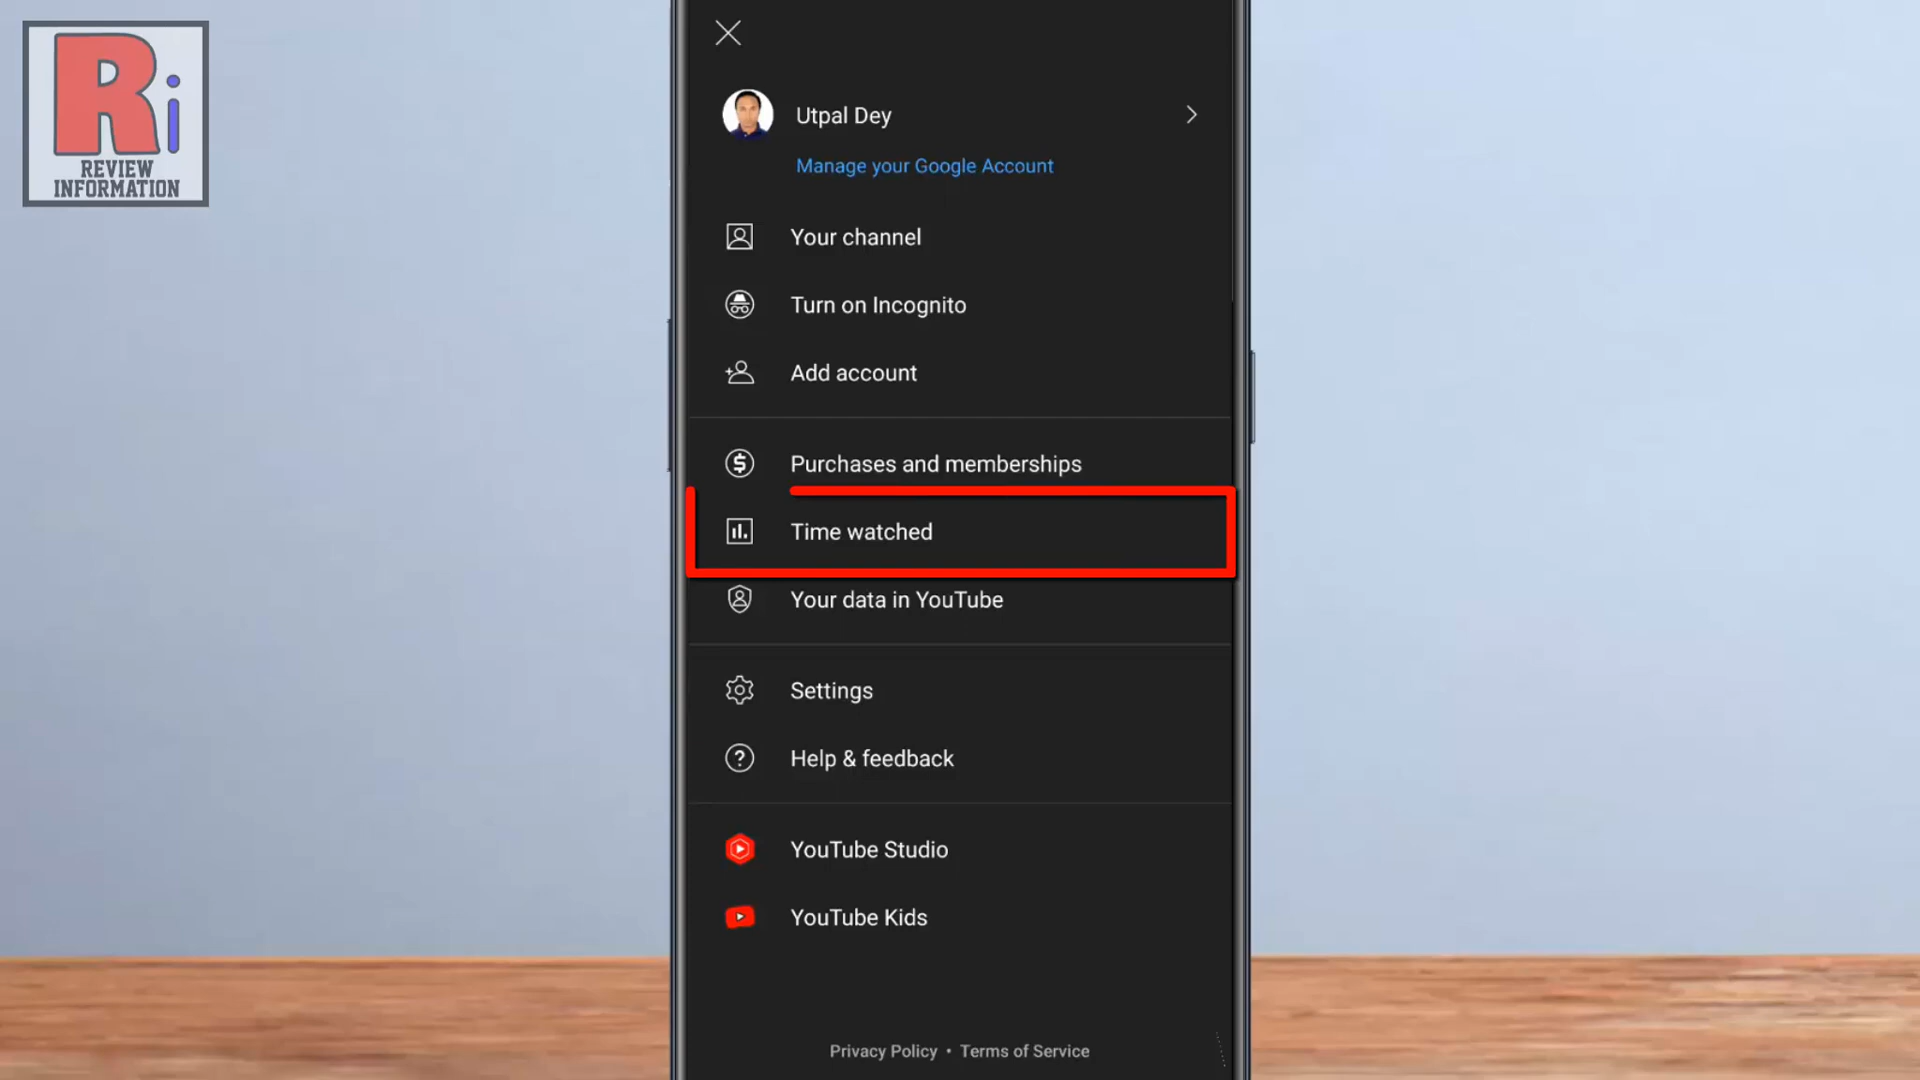 Ri
REVIEW
INFORMATION
Utpal Dey
Manage your Google Account
Your channel
Turn on Incognito
Add account
Purchases and memberships
Time watched
Your data in YouTube
Settings
Help & feedback
YouTube Studio
YouTube Kids
Privacy Policy • Terms of Service